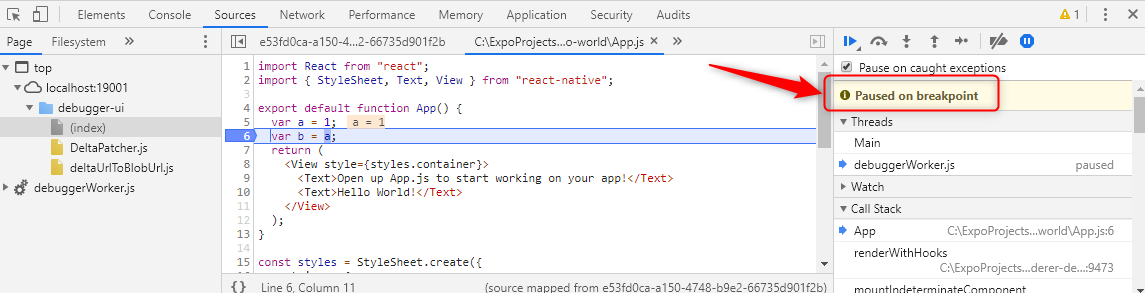 Elements Console Sources Network Performance Memory Application Security Audits 1
Page Filesystem
top
localhost:19001
debugger-ui
(index)
DeltaPatcher.js
deltaUrlToBlobUrl.js
debuggerWorker.js
e53fd0ca-a150-4...2-66735d901f2b C:\ExpoProjects...o-world\App.js
1 import React from "react";
2 import { StyleSheet, Text, View } from "react-native";
3
4 export default function App() {
5 var a = 1; a = 1
6 var b = a;
7 return (
8 <View style={styles.container}>
9 <Text>Open up App.js to start working on your app!</Text>
10 <Text>Hello World!</Text>
11 </View>
12 );
13 }
14
15 const styles = StyleSheet.create({
{} Line 6, Column 11 (source mapped from e53fd0ca-a150-4748-b9e2-66735d901f2b)
Pause on caught exceptions
Paused on breakpoint
Threads
Main
debuggerWorker.js paused
Watch
Call Stack
App C:\ExpoProjects...world\App.js:6
renderWithHooks
C:\ExpoProjects...derer-de...:9473
mountIndeterminateComponent